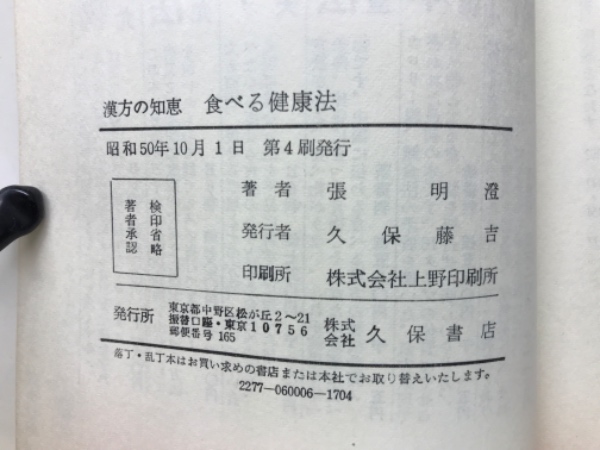 漢方の知恵 食べる健康法
昭和50年10月1日 第4刷発行
検印省略
著者承認
著者 張明澄
発行者 久保藤吉
印刷所 株式会社上野印刷所
発行所
東京都中野区松が丘2〜21
振替口座・東京10756
郵便番号 165
株式会社 久保書店
落丁・乱丁本はお買い求めの書店または本社でお取り替えいたします。
2277-060006-1704